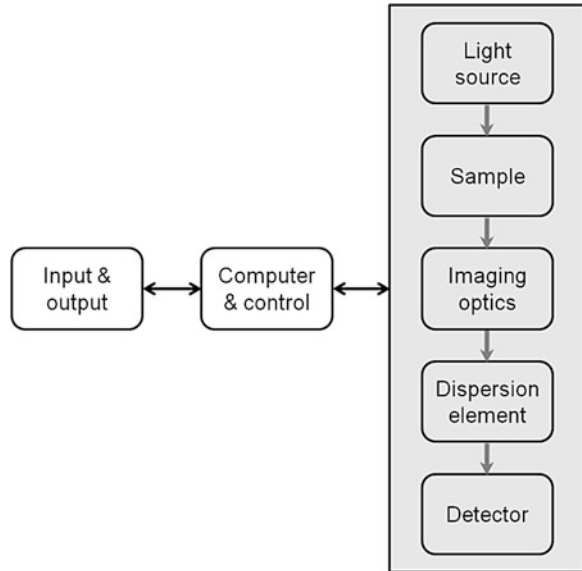 Light
source
Sample
Input &
output
Computer
& control
Imaging
optics
Dispersion
element
Detector